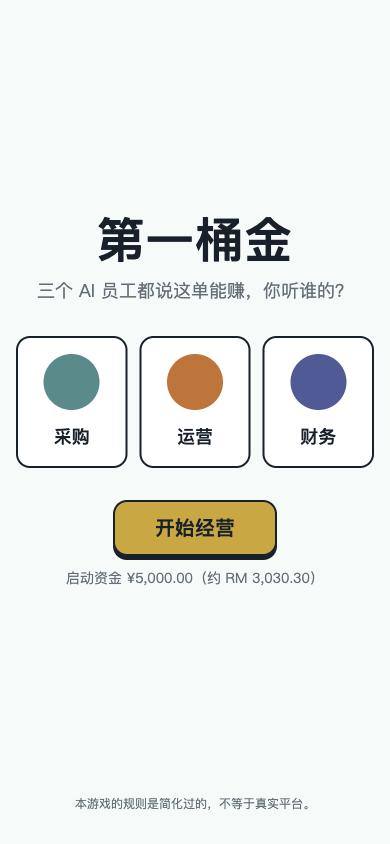 第一桶金
三个 AI 员工都说这单能赚，你听谁的？
采购
运营
财务
开始经营
启动资金 ¥5,000.00（约 RM 3,030.30）
本游戏的规则是简化过的，不等于真实平台。